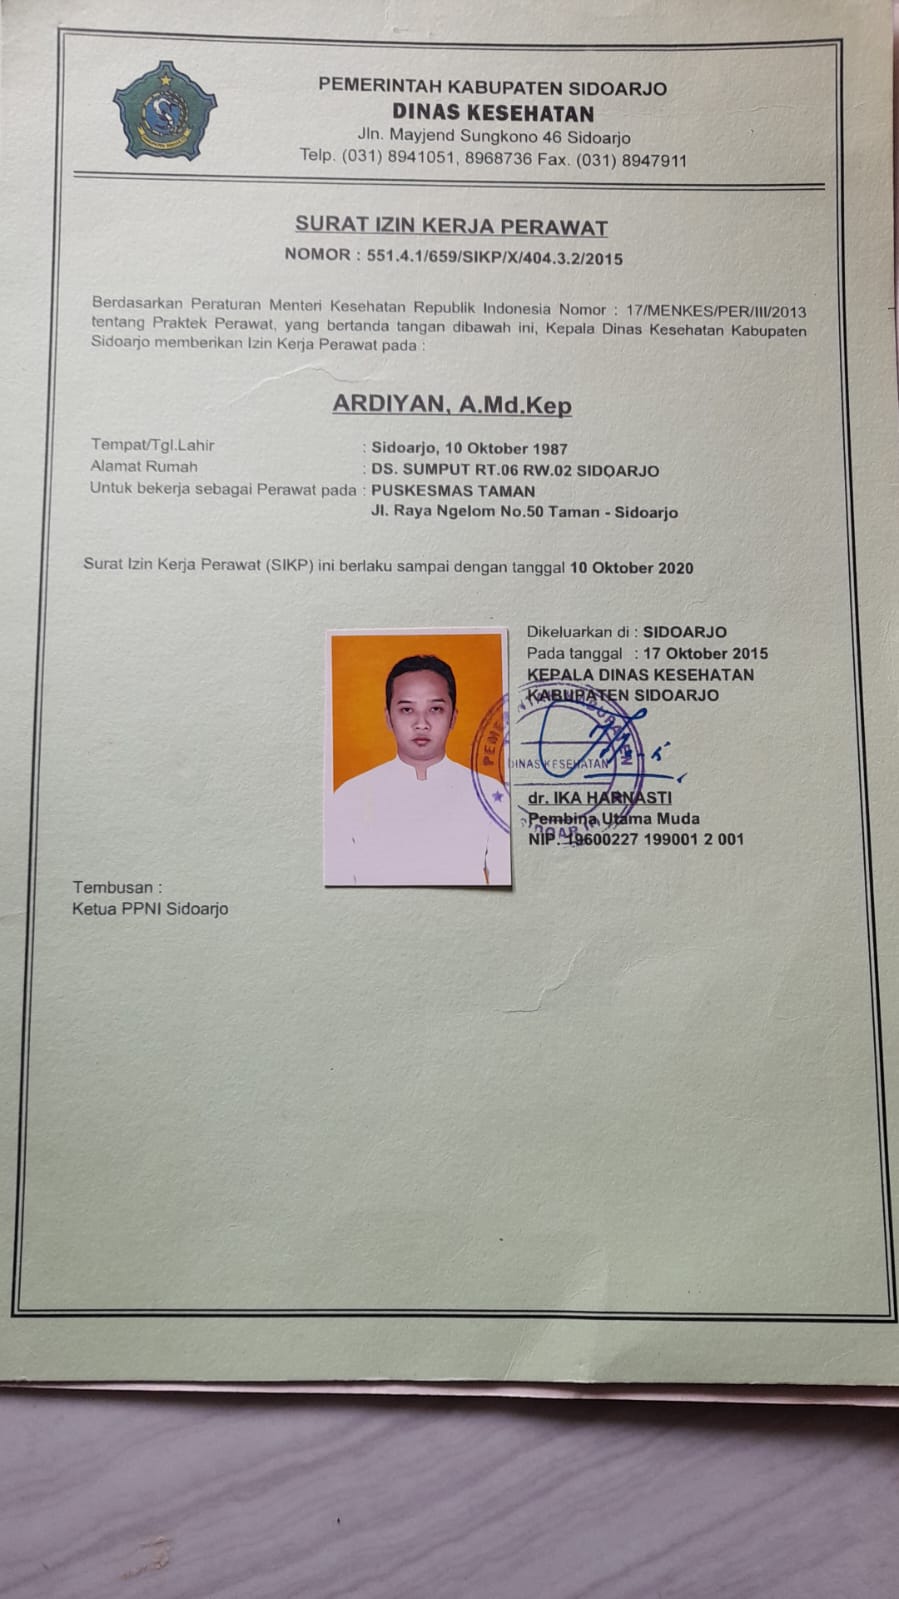 PEMERINTAH KABUPATEN SIDOARJO
DINAS KESEHATAN
Jln. Mayjend Sungkono 46 Sidoarjo
Telp. (031) 8941051, 8968736 Fax. (031) 8947911
SURAT IZIN KERJA PERAWAT
NOMOR : 551.4.1/659/SIKP/X/404.3.2/2015
Berdasarkan Peraturan Menteri Kesehatan Republik Indonesia Nomor : 17/MENKES/PER/III/2013
tentang Praktek Perawat, yang bertanda tangan dibawah ini, Kepala Dinas Kesehatan Kabupaten
Sidoarjo memberikan Izin Kerja Perawat pada :
ARDIYAN, A.Md.Kep
Tempat/Tgl.Lahir : Sidoarjo, 10 Oktober 1987
Alamat Rumah : DS. SUMPUT RT.06 RW.02 SIDOARJO
Untuk bekerja sebagai Perawat pada : PUSKESMAS TAMAN
Jl. Raya Ngelom No.50 Taman - Sidoarjo
Surat Izin Kerja Perawat (SIKP) ini berlaku sampai dengan tanggal 10 Oktober 2020
Dikeluarkan di : SIDOARJO
Pada tanggal : 17 Oktober 2015
KEPALA DINAS KESEHATAN
KABUPATEN SIDOARJO
DINAS KESEHATAN
dr. IKA HARNASTI
Pembina Utama Muda
NIP. 19600227 199001 2 001
Tembusan :
Ketua PPNI Sidoarjo